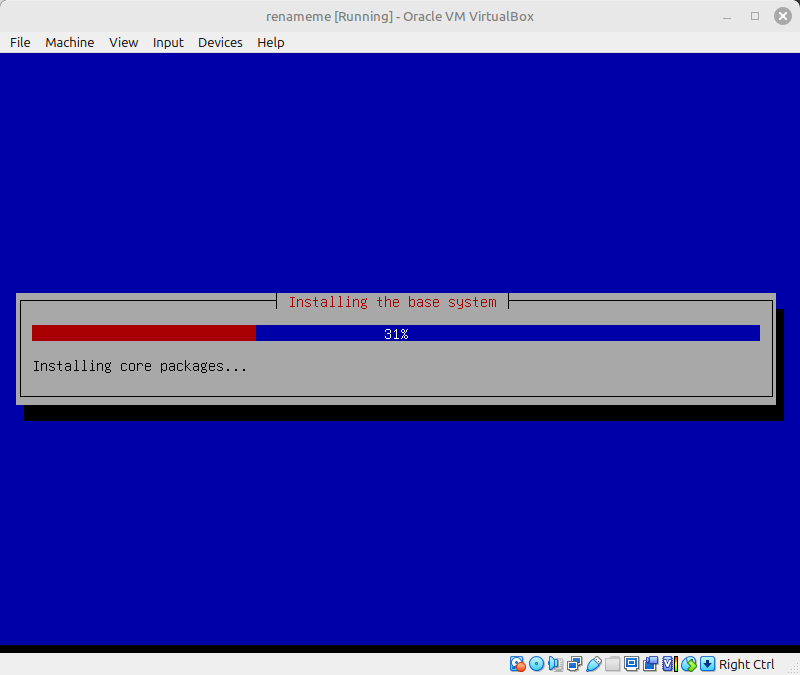 renameme [Running] - Oracle VM VirtualBox
File Machine View Input Devices Help
Installing the base system
31%
Installing core packages...
Right Ctrl